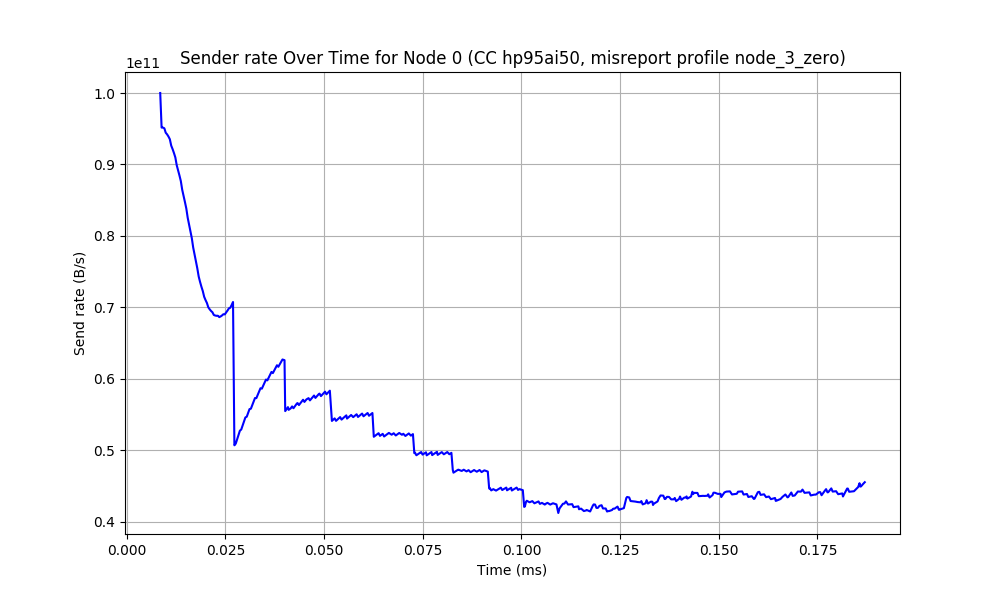 Sender rate Over Time for Node 0 (CC hp95ai50, misreport profile node_3_zero)
1e11
1.0
0.9
0.8
0.7
0.6
0.5
0.4
Send rate (B/s)
0.000 0.025 0.050 0.075 0.100 0.125 0.150 0.175
Time (ms)